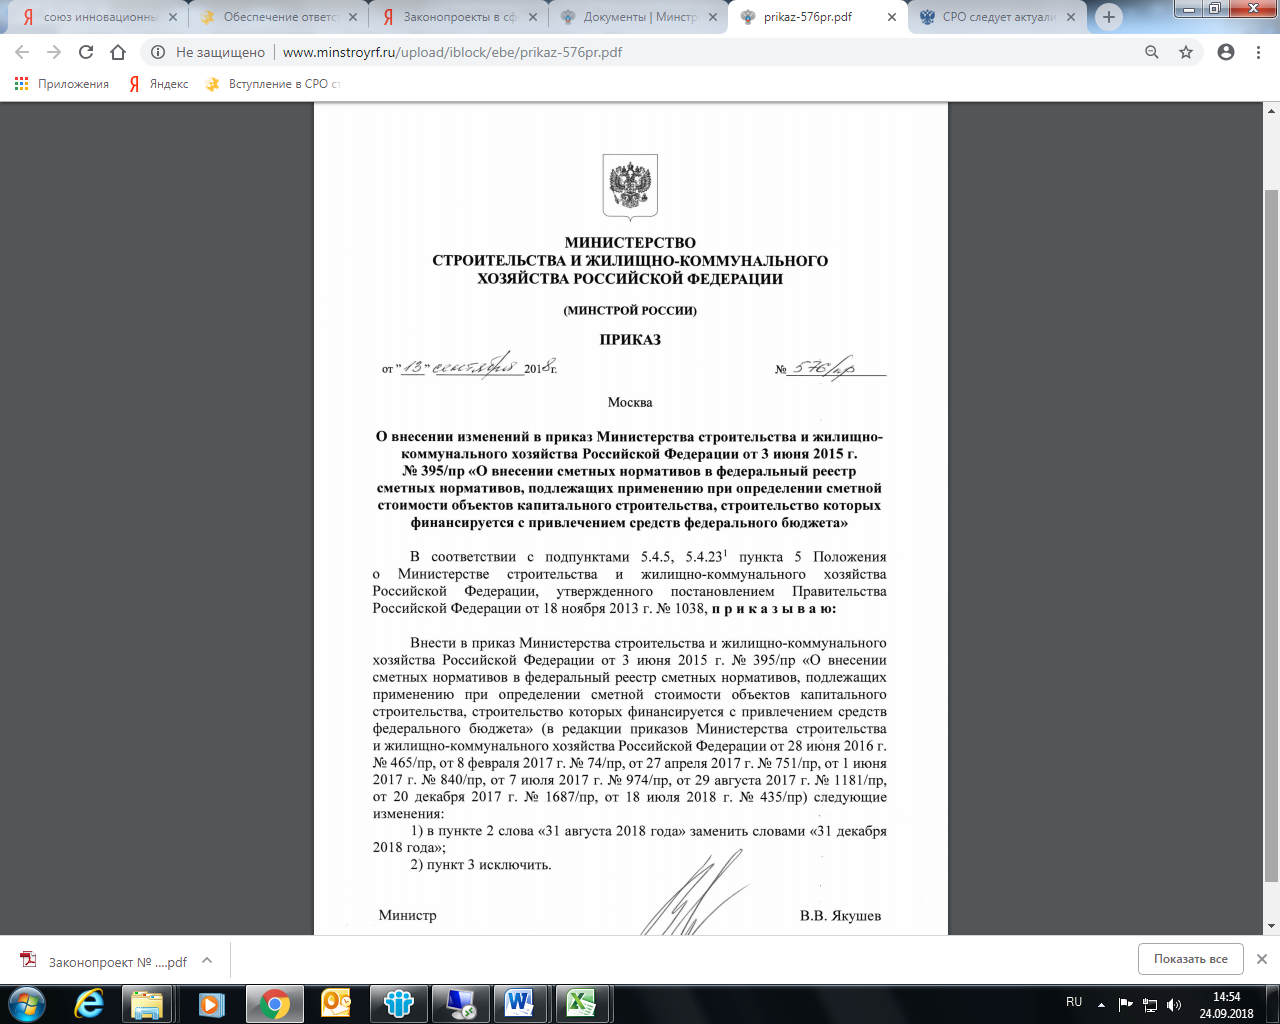 союз инновационны
Обеспечение ответст
Законопроекты в сф
Документы | Минстр
prikaz-576pr.pdf
СРО следует актуали
Не защищено
www.minstroyrf.ru/upload/iblock/ebe/prikaz-576pr.pdf
Приложения
Яндекс
Вступление в СРО ст
МИНИСТЕРСТВО
СТРОИТЕЛЬСТВА И ЖИЛИЩНО-КОММУНАЛЬНОГО
ХОЗЯЙСТВА РОССИЙСКОЙ ФЕДЕРАЦИИ
(МИНСТРОЙ РОССИИ)
ПРИКАЗ
от "13" сентября 2018г. № 576/пр
Москва
О внесении изменений в приказ Министерства строительства и жилищно-
коммунального хозяйства Российской Федерации от 3 июня 2015 г.
№ 395/пр «О внесении сметных нормативов в федеральный реестр
сметных нормативов, подлежащих применению при определении сметной
стоимости объектов капитального строительства, строительство которых
финансируется с привлечением средств федерального бюджета»
В соответствии с подпунктами 5.4.5, 5.4.23¹ пункта 5 Положения
о Министерстве строительства и жилищно-коммунального хозяйства
Российской Федерации, утвержденного постановлением Правительства
Российской Федерации от 18 ноября 2013 г. № 1038, п р и к а з ы в а ю:
Внести в приказ Министерства строительства и жилищно-коммунального
хозяйства Российской Федерации от 3 июня 2015 г. № 395/пр «О внесении
сметных нормативов в федеральный реестр сметных нормативов, подлежащих
применению при определении сметной стоимости объектов капитального
строительства, строительство которых финансируется с привлечением средств
федерального бюджета» (в редакции приказов Министерства строительства
и жилищно-коммунального хозяйства Российской Федерации от 28 июня 2016 г.
№ 465/пр, от 8 февраля 2017 г. № 74/пр, от 27 апреля 2017 г. № 751/пр, от 1 июня
2017 г. № 840/пр, от 7 июля 2017 г. № 974/пр, от 29 августа 2017 г. № 1181/пр,
от 20 декабря 2017 г. № 1687/пр, от 18 июля 2018 г. № 435/пр) следующие
изменения:
1) в пункте 2 слова «31 августа 2018 года» заменить словами «31 декабря
2018 года»;
2) пункт 3 исключить.
Министр В.В. Якушев
Законопроект № ....pdf
Показать все
RU
14:54
24.09.2018